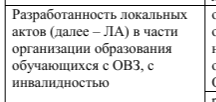 Разработанность локальных
актов (далее – ЛА) в части
организации образования
обучающихся с ОВЗ, с
инвалидностью